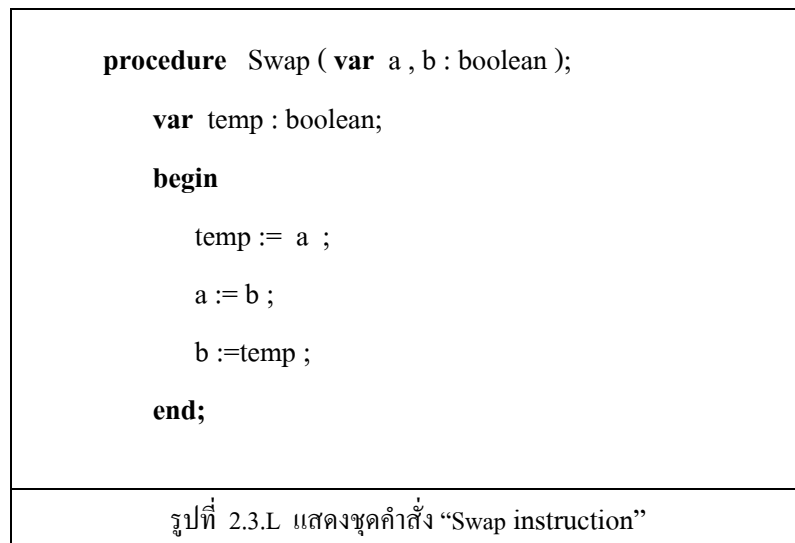 procedure Swap ( var a , b : boolean );
var temp : boolean;
begin
temp := a ;
a := b ;
b :=temp ;
end;
รูปที่ 2.3.L แสดงชุดคำสั่ง “Swap instruction”